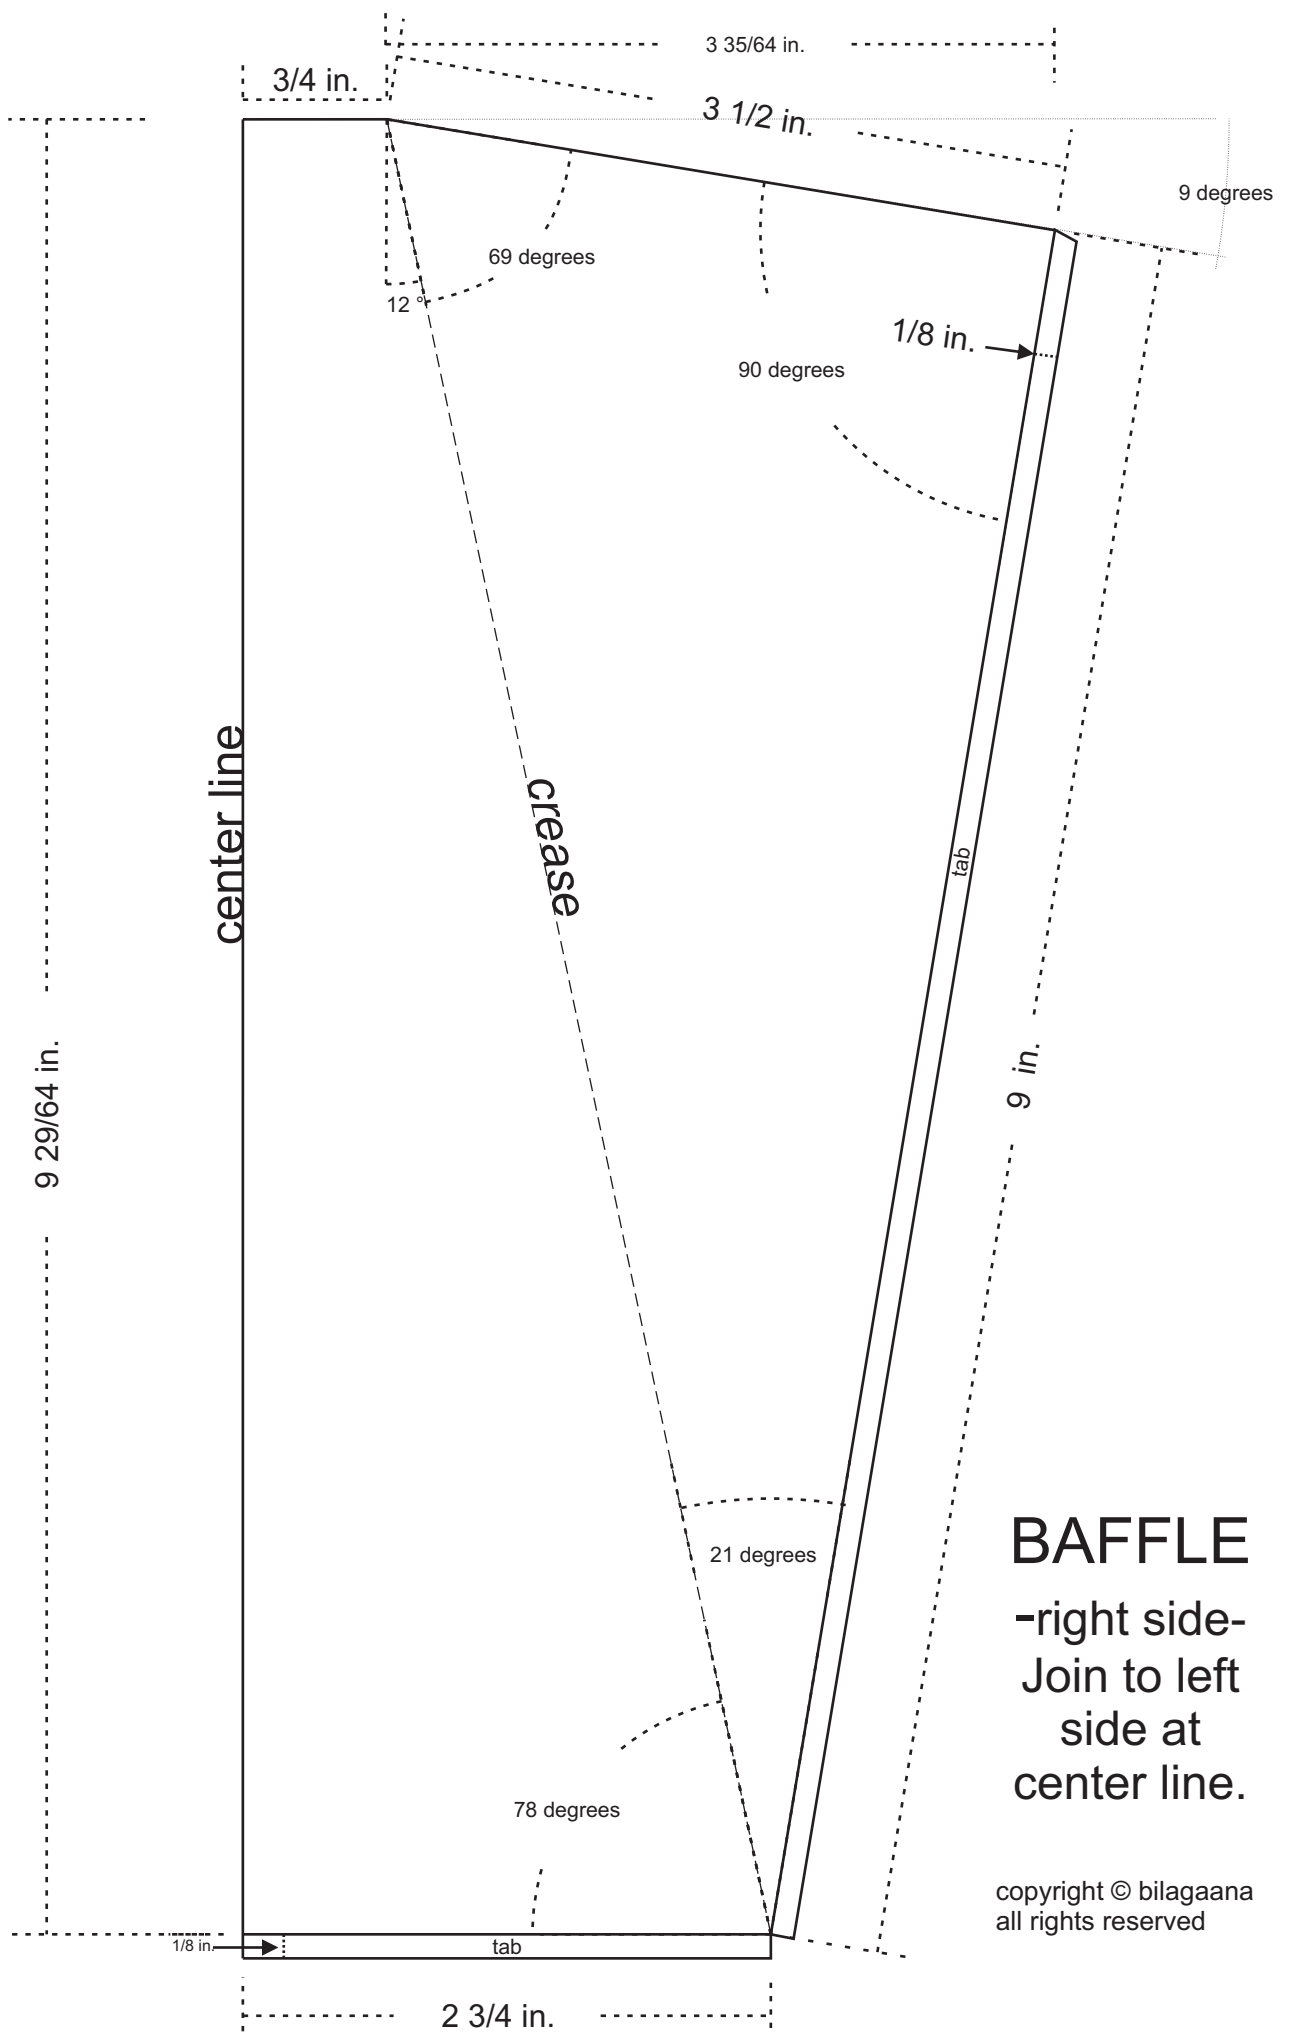 3 35/64 in.
3/4 in.
3 1/2 in.
9 degrees
69 degrees
12 °
1/8 in.
90 degrees
center line
crease
tab
9 in.
9 29/64 in.
21 degrees
BAFFLE
-right side-
Join to left
side at
center line.
78 degrees
copyright © bilagaana
all rights reserved
1/8 in.
tab
2 3/4 in.